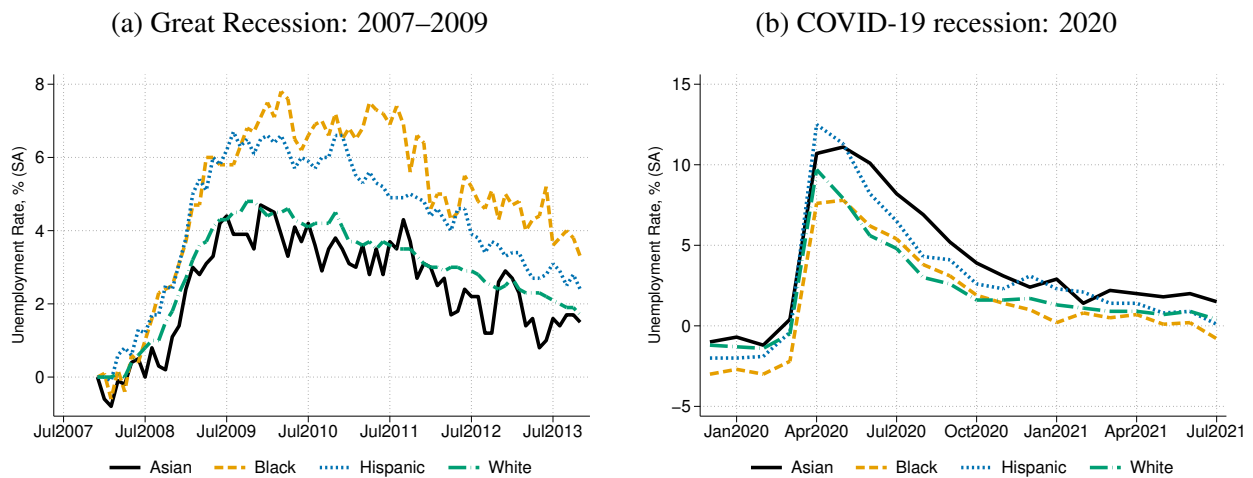 (a) Great Recession: 2007–2009
Unemployment Rate, % (SA)
8
6
4
2
0
Jul2007 Jul2008 Jul2009 Jul2010 Jul2011 Jul2012 Jul2013
Asian Black Hispanic White
(b) COVID-19 recession: 2020
Unemployment Rate, % (SA)
15
10
5
0
−5
Jan2020 Apr2020 Jul2020 Oct2020 Jan2021 Apr2021 Jul2021
Asian Black Hispanic White